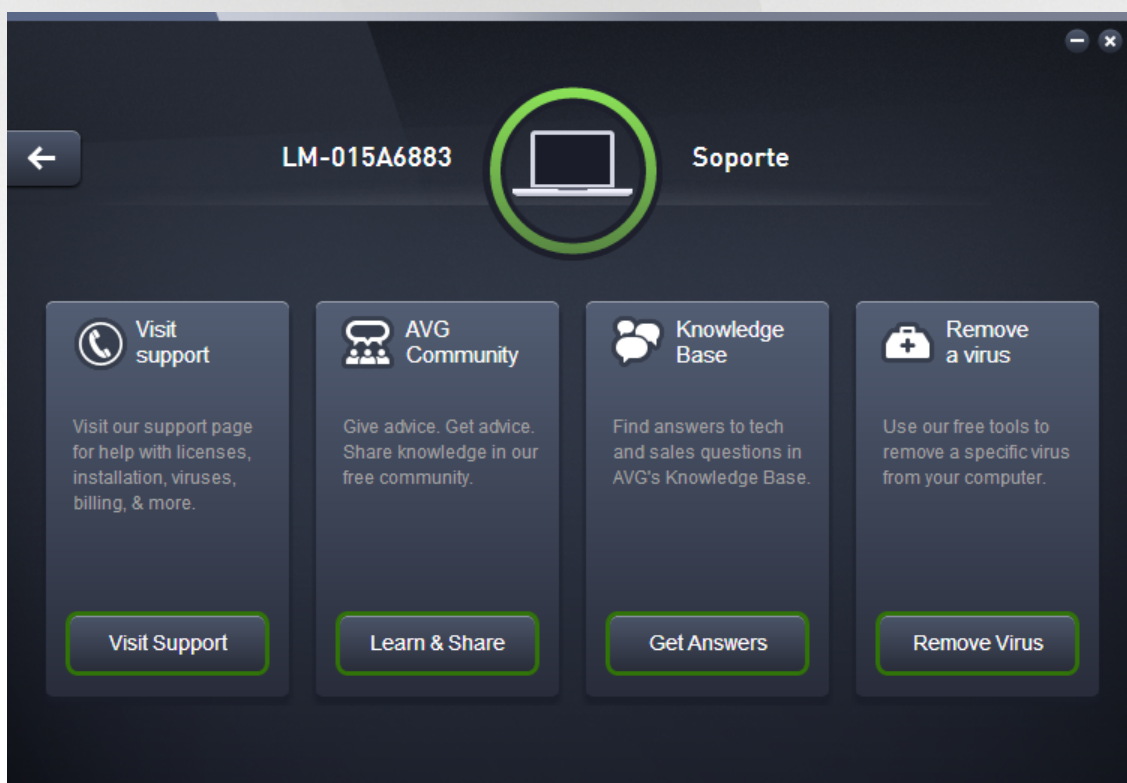 LM-015A6883
Soporte
Visit
support
Visit our support page
for help with licenses,
installation, viruses,
billing, & more.
Visit Support
AVG
Community
Give advice. Get advice.
Share knowledge in our
free community.
Learn & Share
Knowledge
Base
Find answers to tech
and sales questions in
AVG's Knowledge Base.
Get Answers
Remove
a virus
Use our free tools to
remove a specific virus
from your computer.
Remove Virus